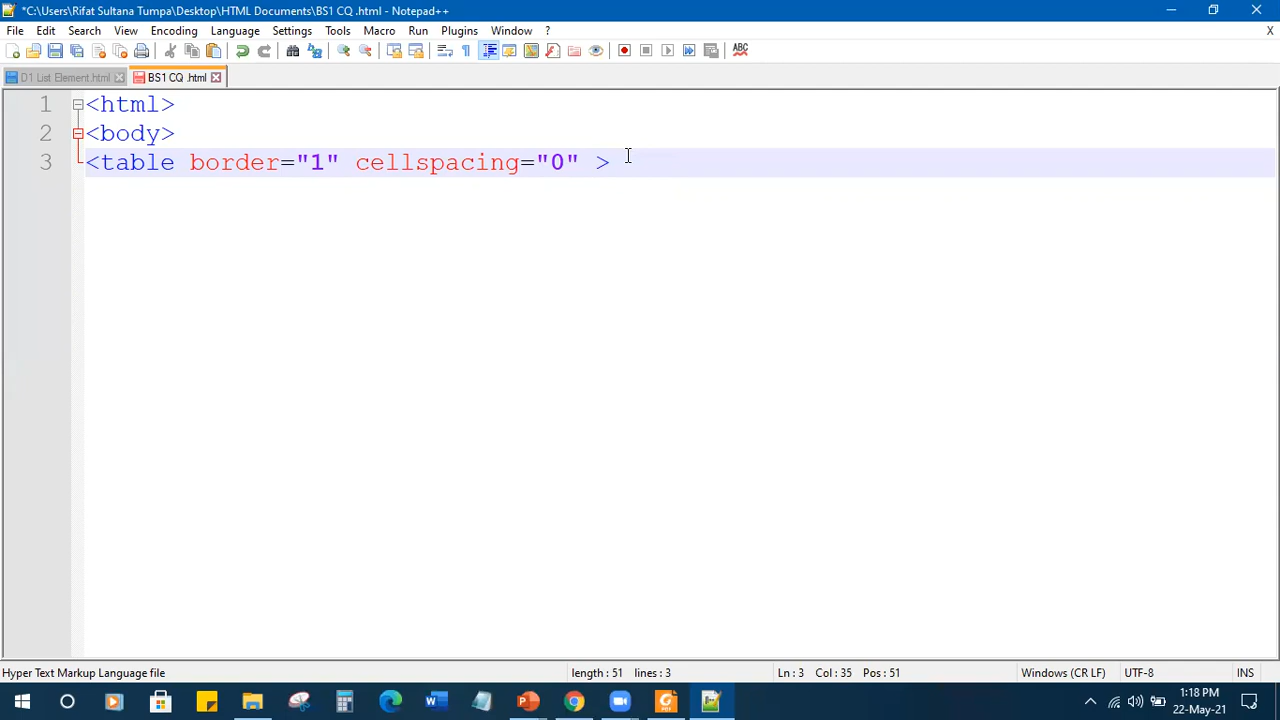 *C:\Users\Rifat Sultana Tumpa\Desktop\HTML Documents\BS1 CQ .html - Notepad++
File Edit Search View Encoding Language Settings Tools Macro Run Plugins Window ? X
D1 List Element.html BS1 CQ .html
1 <html>
2 <body>
3 <table border="1" cellspacing="0" >
Hyper Text Markup Language file length : 51 lines : 3 Ln : 3 Col : 35 Pos : 51 Windows (CR LF) UTF-8 INS
1:18 PM
22-May-21